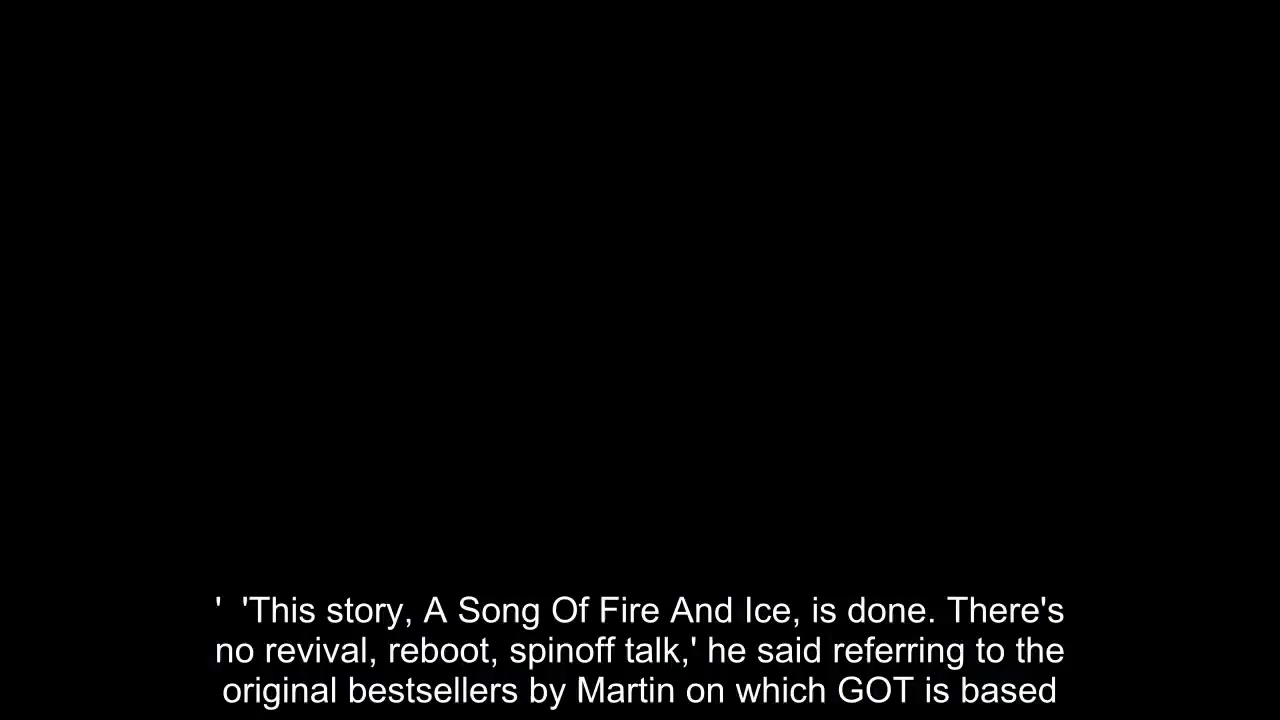 '  'This story, A Song Of Fire And Ice, is done. There's
no revival, reboot, spinoff talk,' he said referring to the
original bestsellers by Martin on which GOT is based